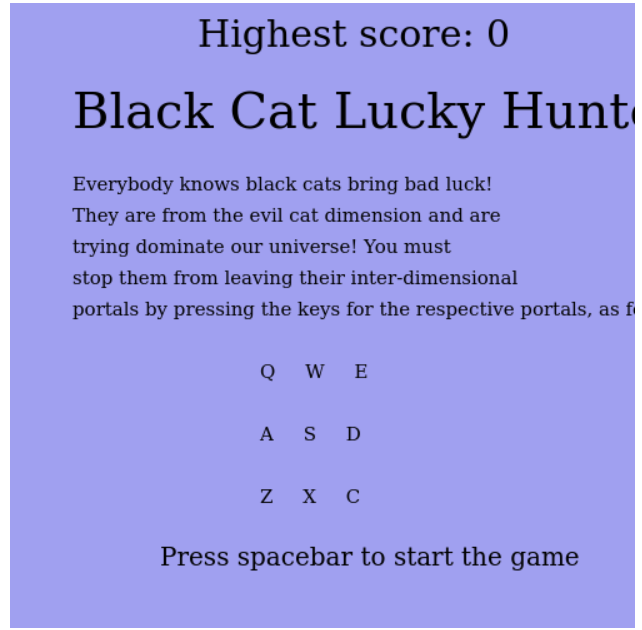 Highest score: 0
Black Cat Lucky Hunte
Everybody knows black cats bring bad luck!
They are from the evil cat dimension and are
trying dominate our universe! You must
stop them from leaving their inter-dimensional
portals by pressing the keys for the respective portals, as fo
Q W E
A S D
Z X C
Press spacebar to start the game